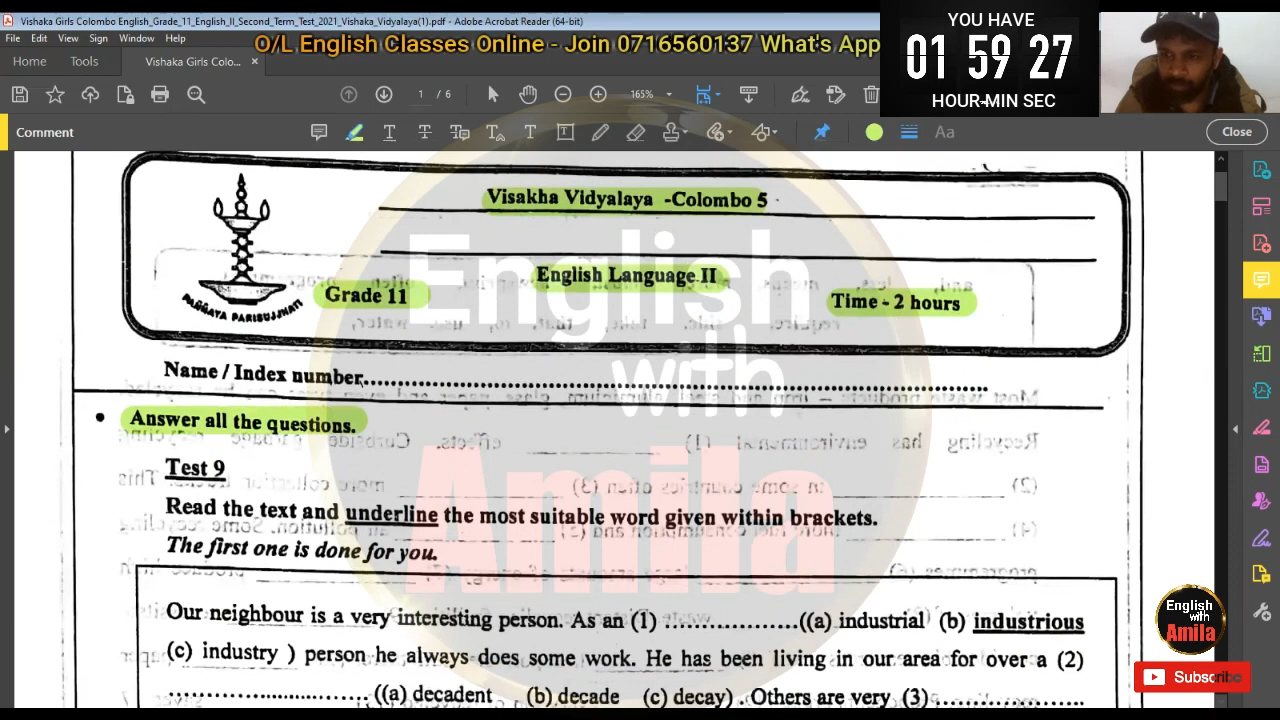 Vishaka Girls Colombo English_Grade_11_English_II_Second_Term_Test_2021_Vishaka_Vidyalaya(1).pdf - Adobe Acrobat Reader (64-bit)
File Edit View Sign Window Help
O/L English Classes Online - Join 0716560137 What's App
YOU HAVE
01 59 27
HOUR MIN SEC
Home Tools Vishaka Girls Colo... ×
1 / 6 165%
Comment
Aa
Close
Visakha Vidyalaya -Colombo 5
English Language II
Grade 11
Time - 2 hours
PAÑÑAYA PARISUJJHATI
Name / Index number..............................
• Answer all the questions.
Test 9
Read the text and underline the most suitable word given within brackets.
The first one is done for you.
Our neighbour is a very interesting person. As an (1) ..................((a) industrial (b) industrious
(c) industry ) person he always does some work. He has been living in our area for over a (2)
............................ ((a) decadent (b) decade (c) decay) . Others are very (3) .....................
English
with
Amila
English
with
Amila
Subscribe